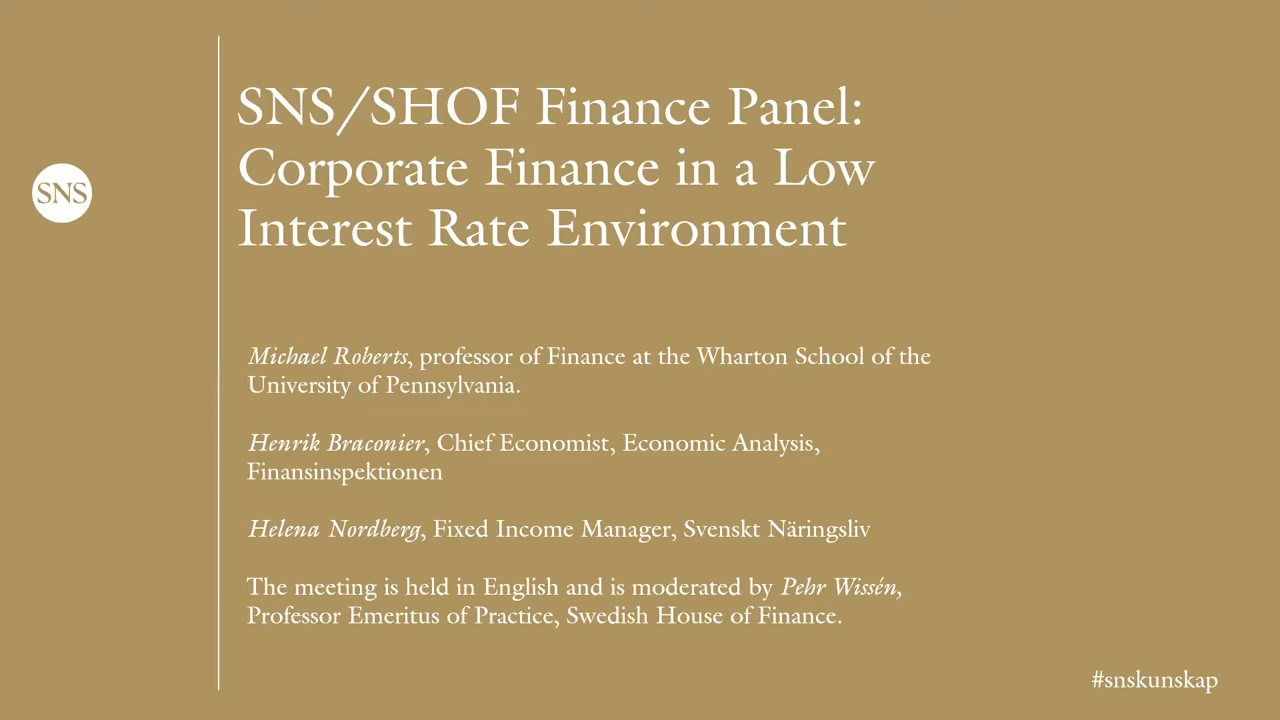 SNS/SHOF Finance Panel:
Corporate Finance in a Low
Interest Rate Environment
SNS
Michael Roberts, professor of Finance at the Wharton School of the
University of Pennsylvania.
Henrik Braconier, Chief Economist, Economic Analysis,
Finansinspektionen
Helena Nordberg, Fixed Income Manager, Svenskt Näringsliv
The meeting is held in English and is moderated by Pehr Wissén,
Professor Emeritus of Practice, Swedish House of Finance.
#snskunskap